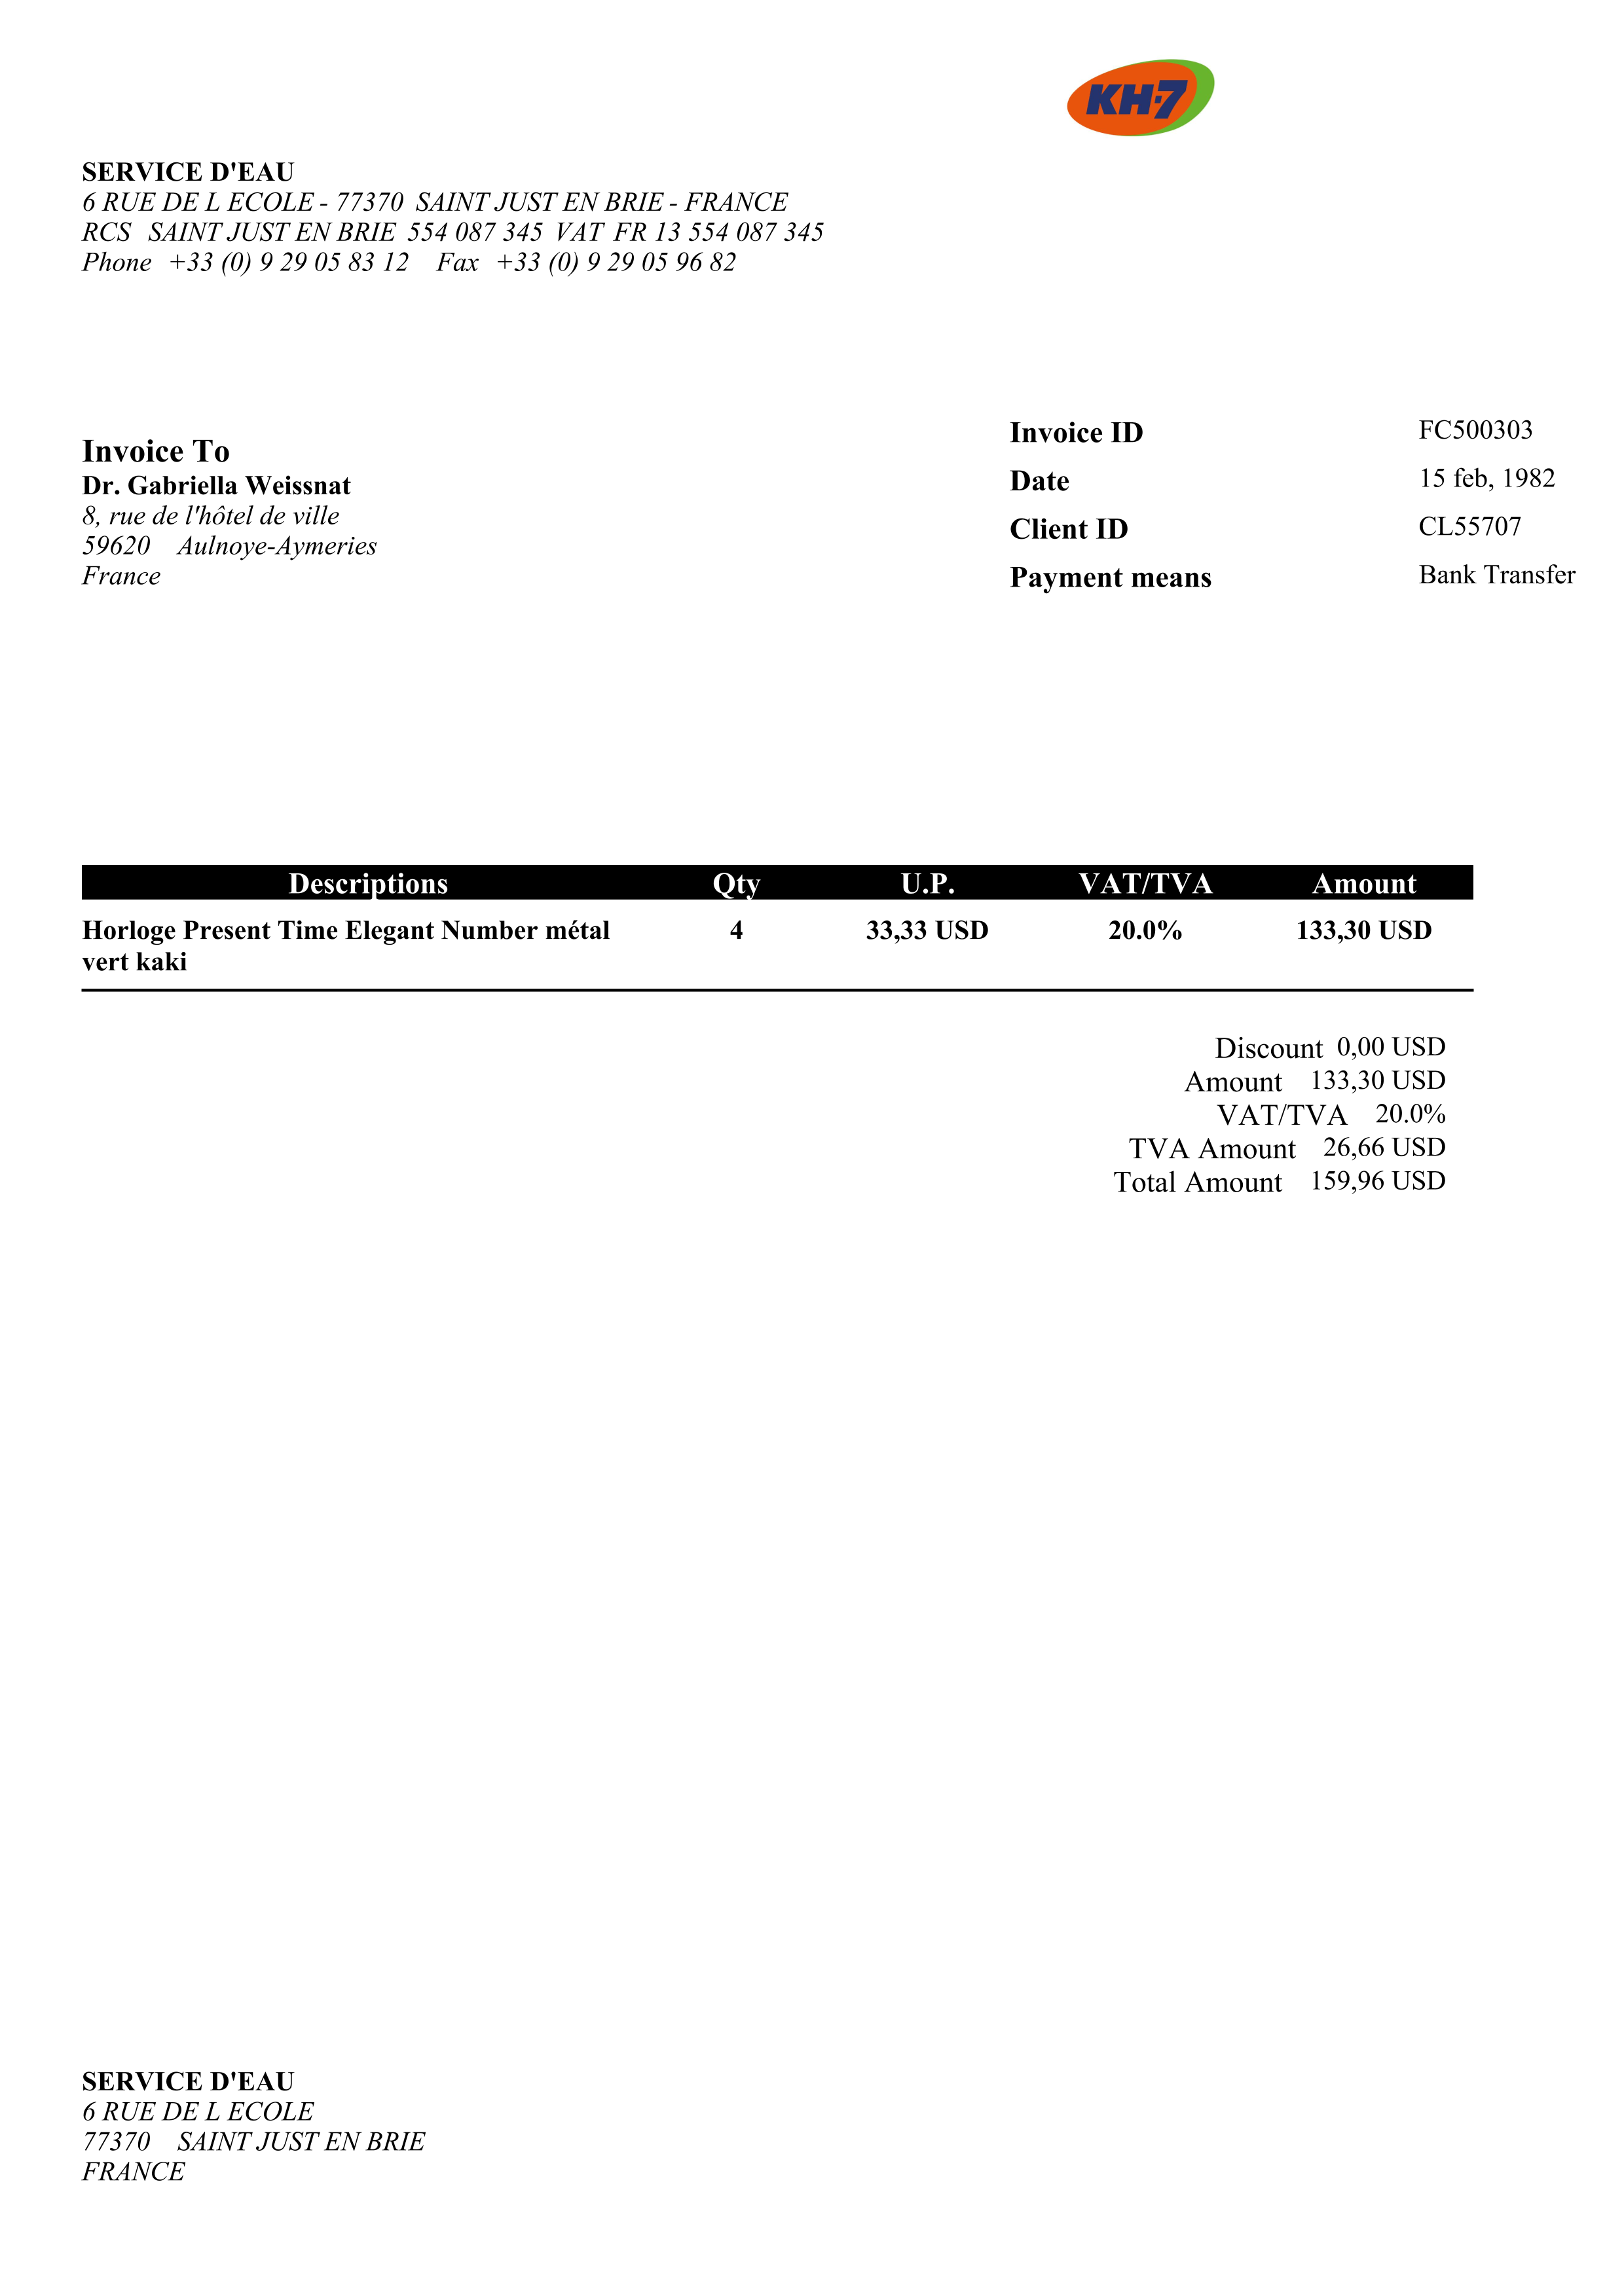 KH-7
SERVICE D'EAU
6 RUE DE L ECOLE - 77370 SAINT JUST EN BRIE - FRANCE
RCS SAINT JUST EN BRIE 554 087 345 VAT FR 13 554 087 345
Phone +33 (0) 9 29 05 83 12 Fax +33 (0) 9 29 05 96 82
Invoice To
Dr. Gabriella Weissnat
8, rue de l'hôtel de ville
59620 Aulnoye-Aymeries
France
Invoice ID FC500303
Date 15 feb, 1982
Client ID CL55707
Payment means Bank Transfer
Descriptions Qty U.P. VAT/TVA Amount
Horloge Present Time Elegant Number métal 4 33,33 USD 20.0% 133,30 USD
vert kaki
Discount 0,00 USD
Amount 133,30 USD
VAT/TVA 20.0%
TVA Amount 26,66 USD
Total Amount 159,96 USD
SERVICE D'EAU
6 RUE DE L ECOLE
77370 SAINT JUST EN BRIE
FRANCE